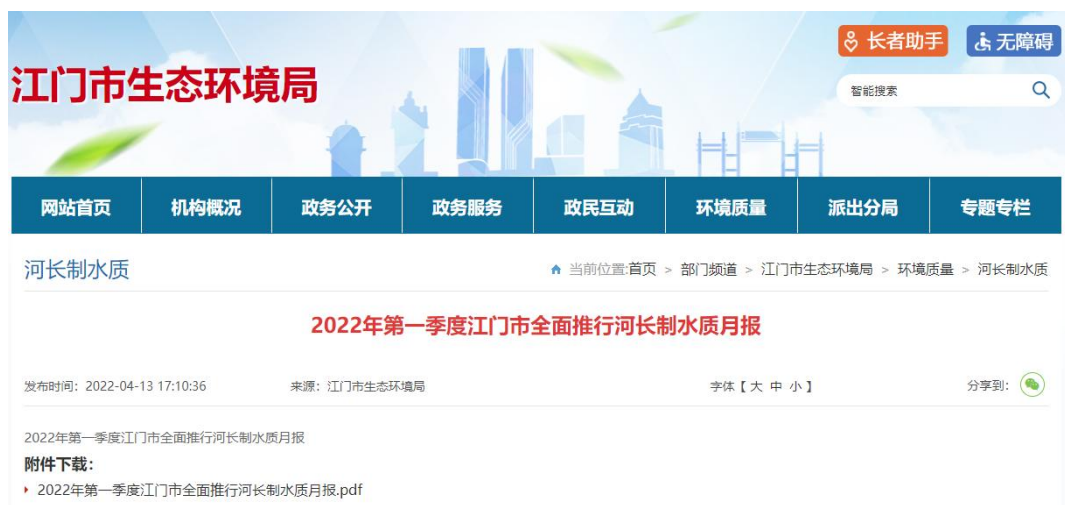 长者助手 无障碍
江门市生态环境局
智能搜索
网站首页 机构概况 政务公开 政务服务 政民互动 环境质量 派出分局 专题专栏
河长制水质 当前位置:首页 > 部门频道 > 江门市生态环境局 > 环境质量 > 河长制水质
2022年第一季度江门市全面推行河长制水质月报
发布时间：2022-04-13 17:10:36 来源：江门市生态环境局 字体【 大 中 小 】 分享到：
2022年第一季度江门市全面推行河长制水质月报
附件下载：
2022年第一季度江门市全面推行河长制水质月报.pdf